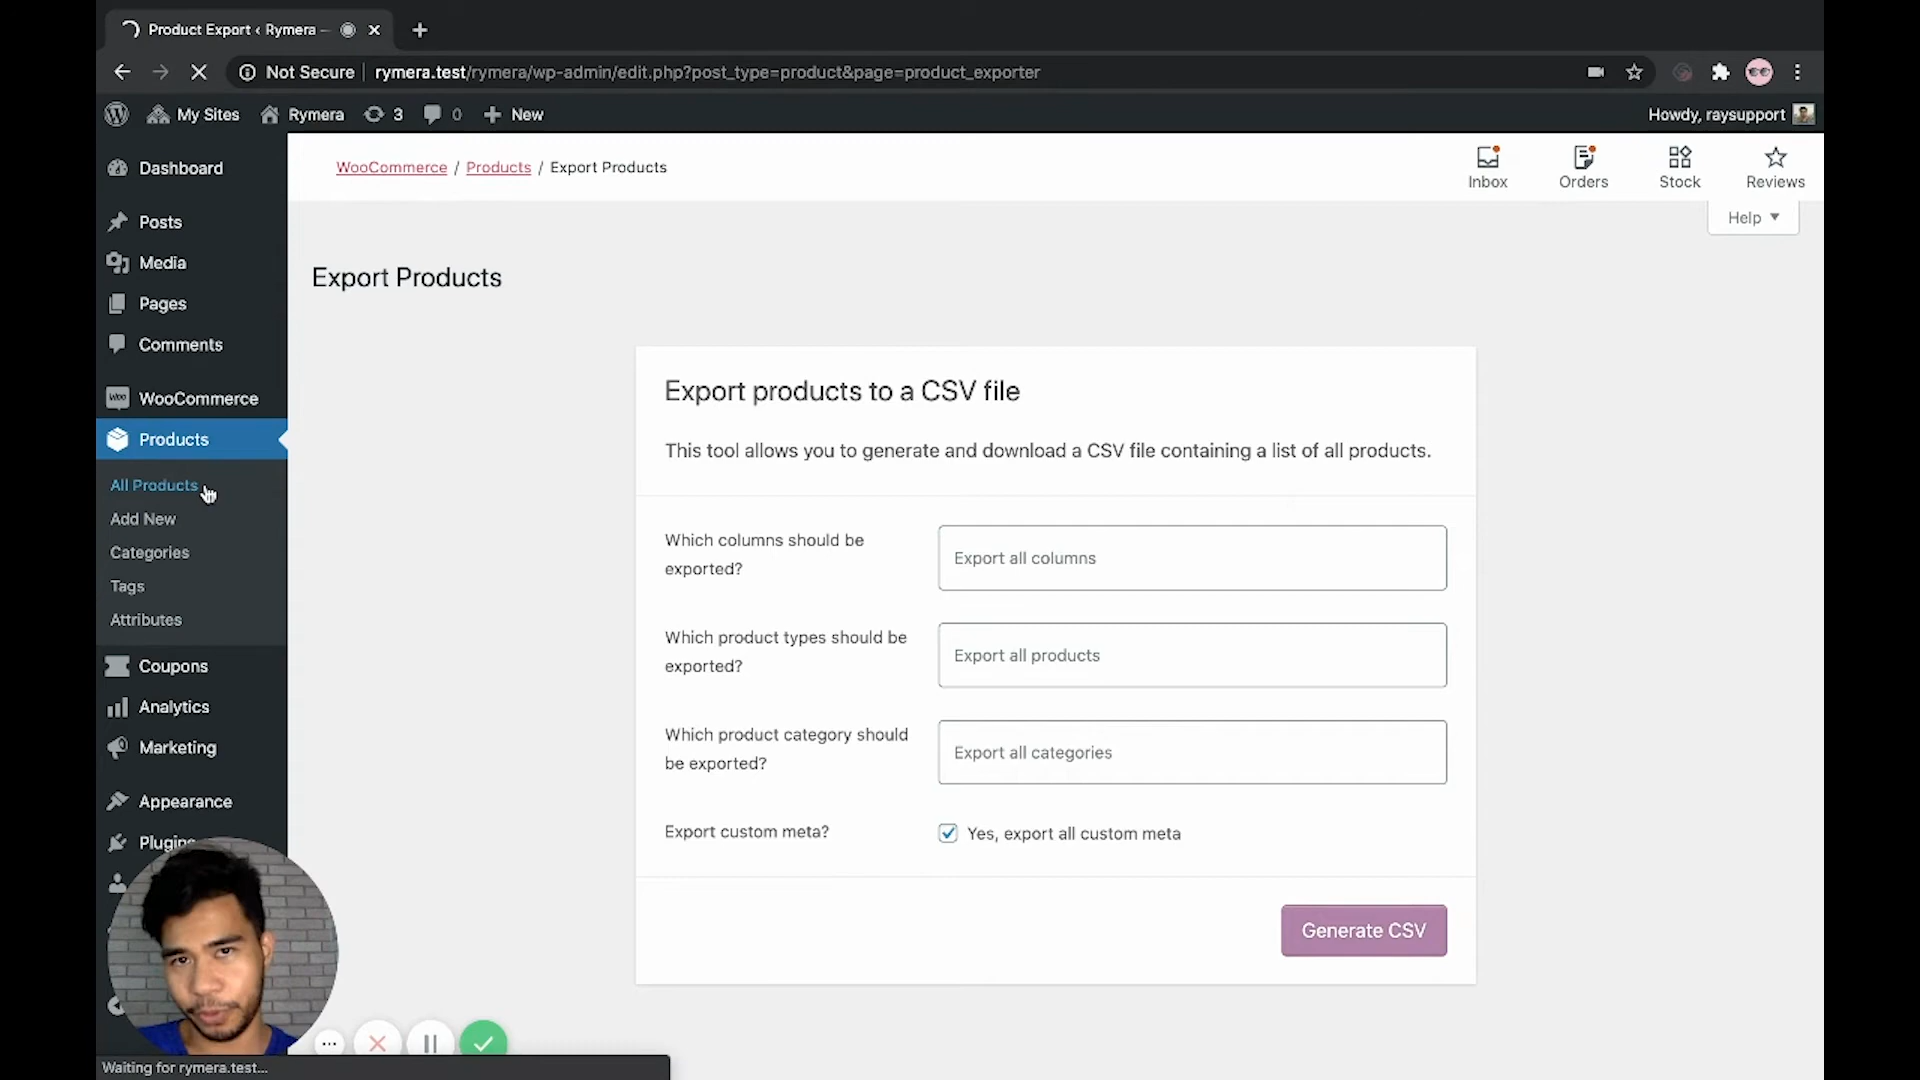 Product Export ‹ Rymera —
Not Secure
rymera.test/rymera/wp-admin/edit.php?post_type=product&page=product_exporter
My Sites
Rymera
3
0
New
Howdy, raysupport
Dashboard
Posts
Media
Pages
Comments
WooCommerce
Products
All Products
Add New
Categories
Tags
Attributes
Coupons
Analytics
Marketing
Appearance
Plugins
WooCommerce / Products / Export Products
Inbox
Orders
Stock
Reviews
Help
Export Products
Export products to a CSV file
This tool allows you to generate and download a CSV file containing a list of all products.
Which columns should be
exported?
Export all columns
Which product types should be
exported?
Export all products
Which product category should
be exported?
Export all categories
Export custom meta?
Yes, export all custom meta
Generate CSV
Waiting for rymera.test...